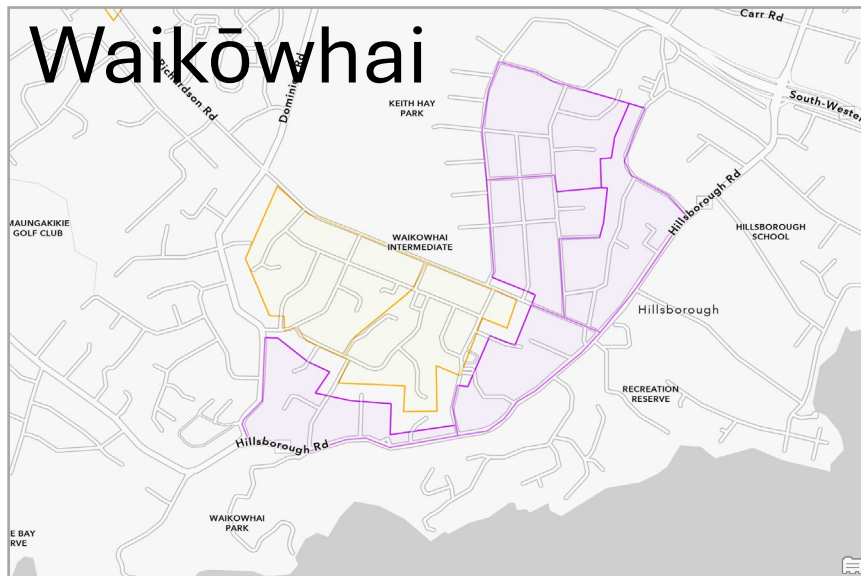 Waikōwhai
Carr Rd
Richardson Rd
Dominion Rd
KEITH HAY
PARK
South-Weste
Hillsborough Rd
MAUNGAKIKIE
GOLF CLUB
WAIKOWHAI
INTERMEDIATE
HILLSBOROUGH
SCHOOL
Hillsborough
RECREATION
RESERVE
Hillsborough Rd
WAIKOWHAI
PARK
E BAY
RVE